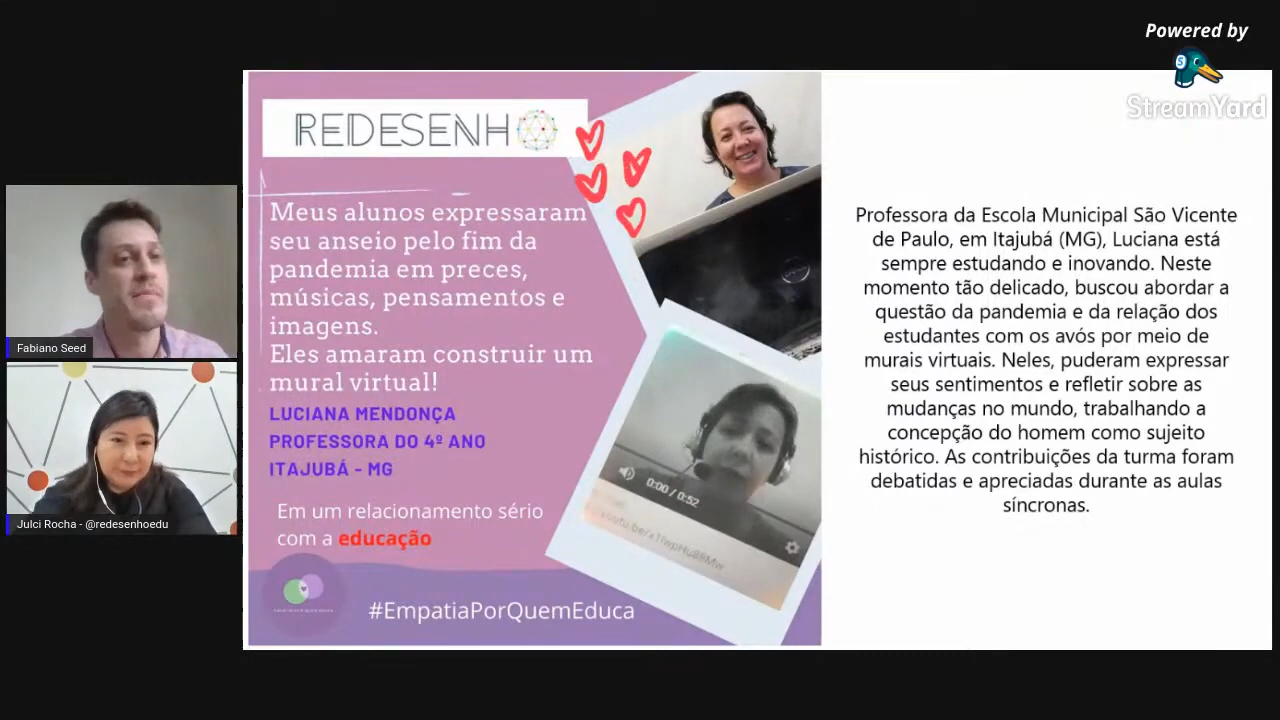 Powered by
StreamYard
REDESENHO
Meus alunos expressaram
seu anseio pelo fim da
pandemia em preces,
músicas, pensamentos e
imagens.
Eles amaram construir um
mural virtual!
LUCIANA MENDONÇA
PROFESSORA DO 4º ANO
ITAJUBÁ - MG
Em um relacionamento sério
com a educação
#EmpatiaPorQuemEduca
0:00 / 0:52
Professora da Escola Municipal São Vicente
de Paulo, em Itajubá (MG), Luciana está
sempre estudando e inovando. Neste
momento tão delicado, buscou abordar a
questão da pandemia e da relação dos
estudantes com os avós por meio de
murais virtuais. Neles, puderam expressar
seus sentimentos e refletir sobre as
mudanças no mundo, trabalhando a
concepção do homem como sujeito
histórico. As contribuições da turma foram
debatidas e apreciadas durante as aulas
síncronas.
Fabiano Seed
Julci Rocha - @redesenhoedu